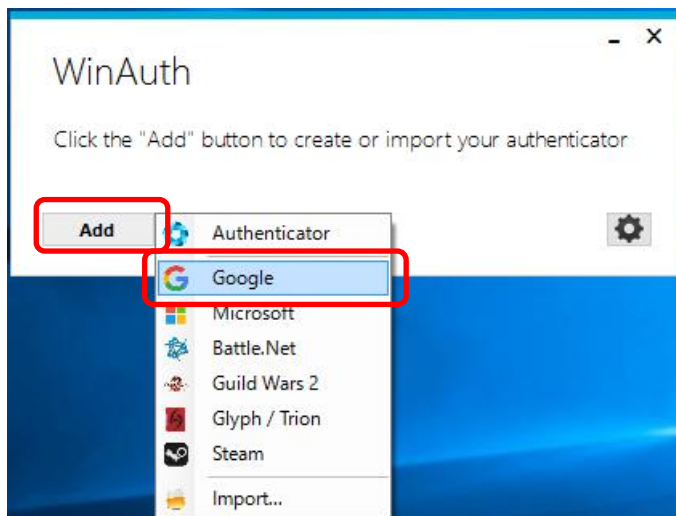 WinAuth
Click the "Add" button to create or import your authenticator
Add
Authenticator
Google
Microsoft
Battle.Net
Guild Wars 2
Glyph / Trion
Steam
Import...